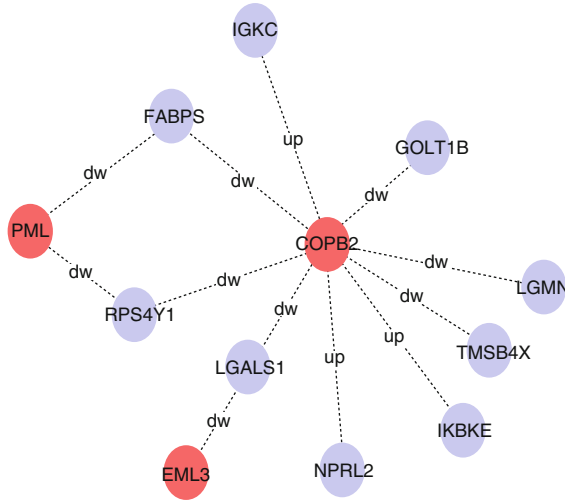 IGKC
FABPS
up
GOLT1B
dw
dw
dw
PML
COPB2
dw
dw
dw
LGMN
RPS4Y1
dw
dw
up
TMSB4X
up
LGALS1
dw
IKBKE
EML3
NPRL2